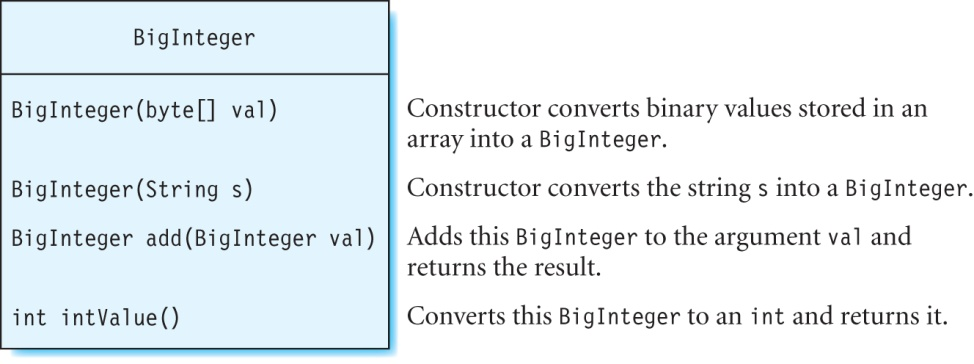 BigInteger
BigInteger(byte[] val)
Constructor converts binary values stored in an
array into a BigInteger.
BigInteger(String s)
Constructor converts the string s into a BigInteger.
BigInteger add(BigInteger val)
Adds this BigInteger to the argument val and
returns the result.
int intValue()
Converts this BigInteger to an int and returns it.